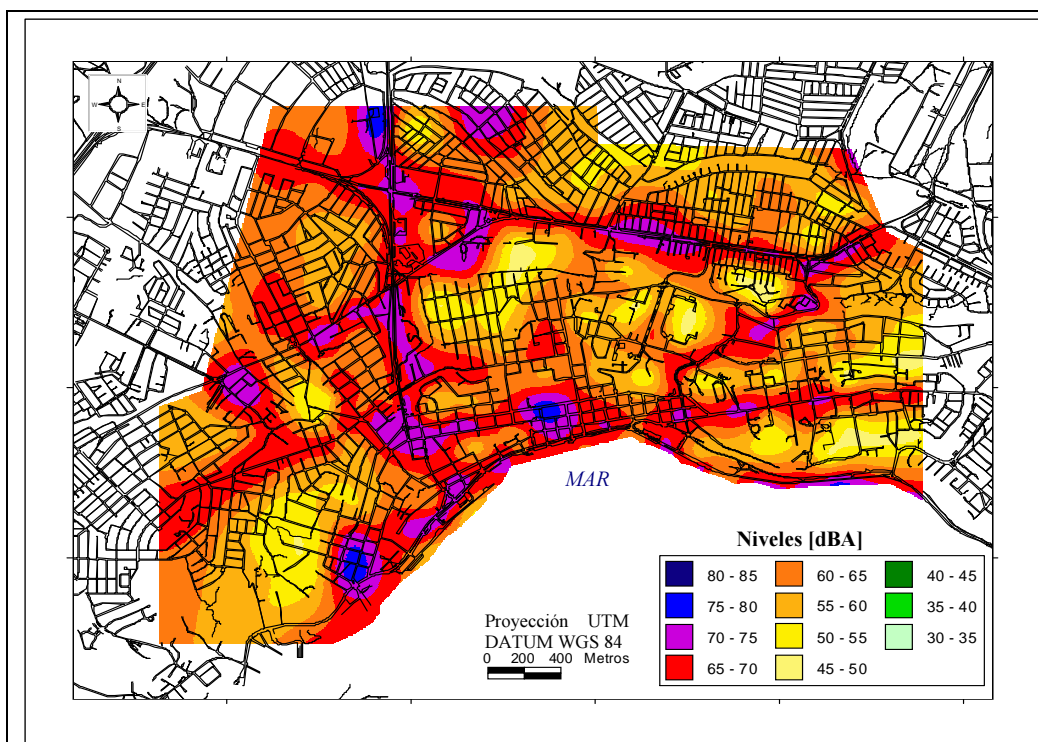 N
W E
S
MAR
Niveles [dBA]
80 - 85 60 - 65 40 - 45
75 - 80 55 - 60 35 - 40
70 - 75 50 - 55 30 - 35
65 - 70 45 - 50
Proyección UTM
DATUM WGS 84
0 200 400 Metros